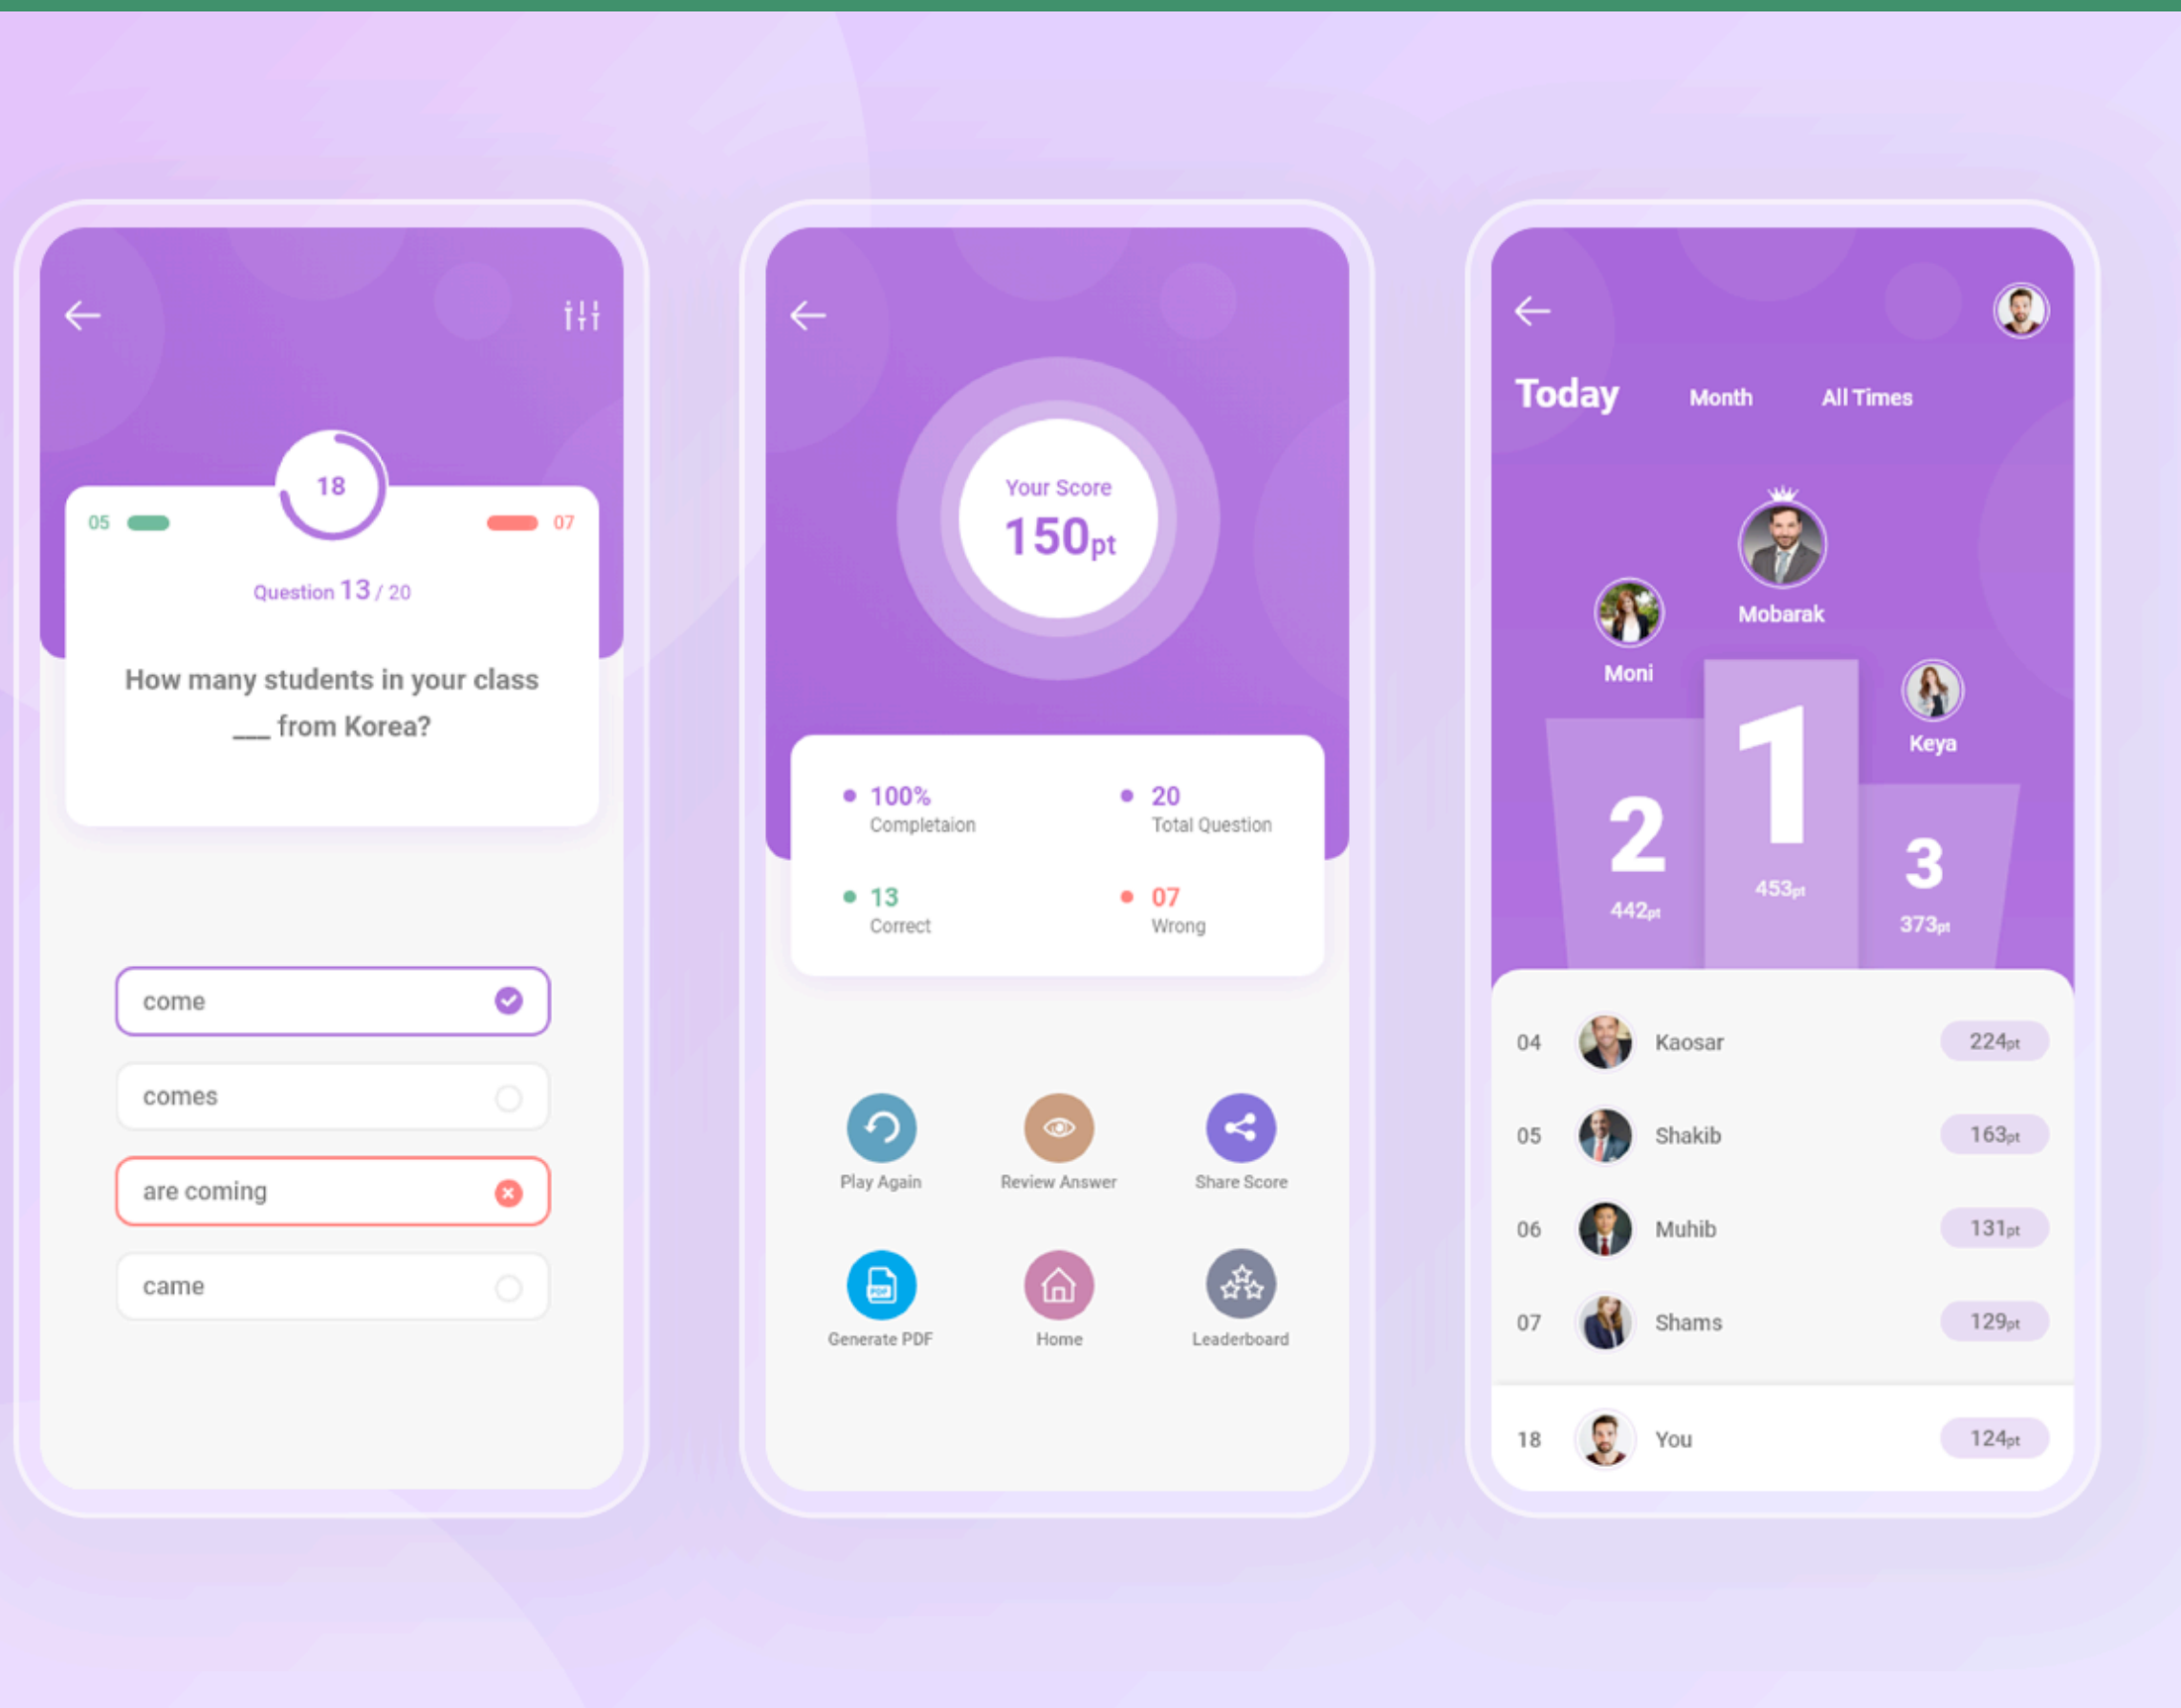 18
05
07
Question 13 / 20
How many students in your class
___ from Korea?
come
comes
are coming
came
Your Score
150pt
100%
Completaion
20
Total Question
13
Correct
07
Wrong
Play Again
Review Answer
Share Score
PDF
Generate PDF
Home
Leaderboard
Today Month All Times
Mobarak
Moni
Keya
1
453pt
2
442pt
3
373pt
04 Kaosar 224pt
05 Shakib 163pt
06 Muhib 131pt
07 Shams 129pt
18 You 124pt